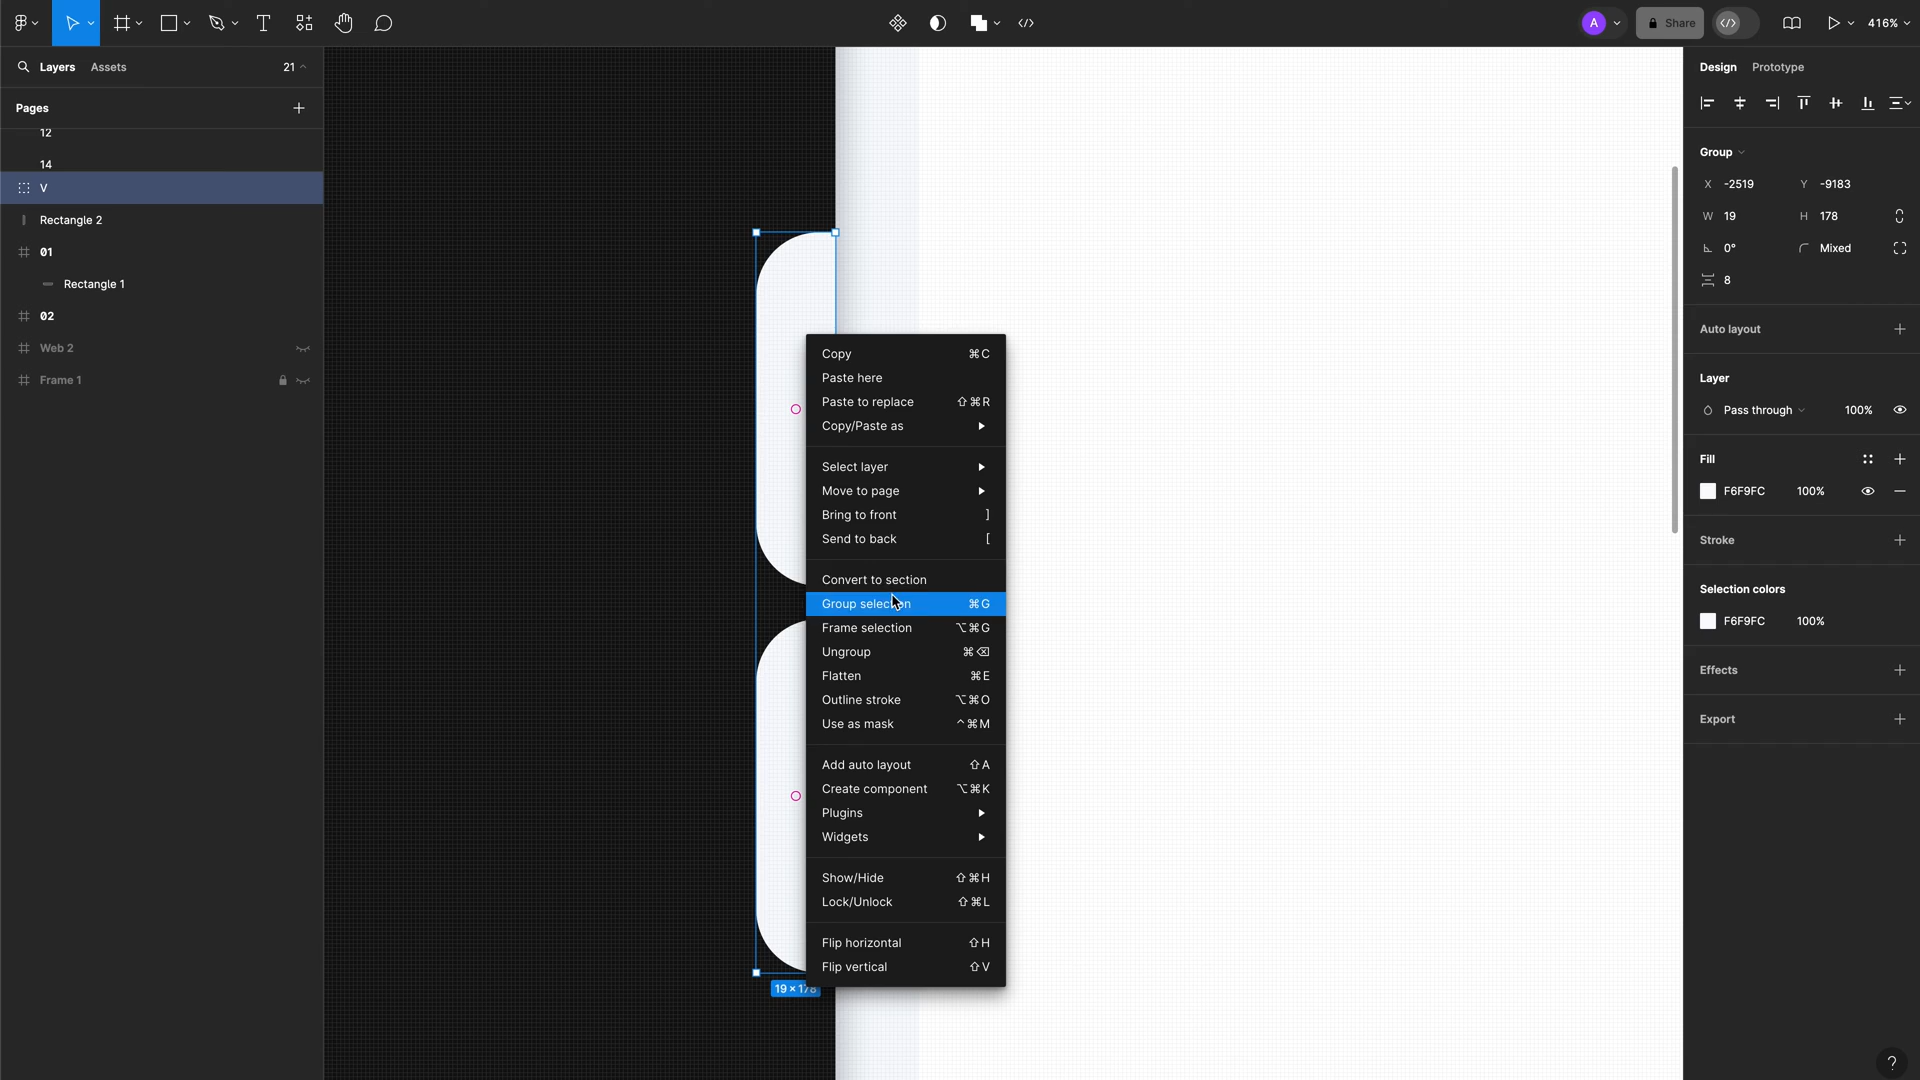 A
Share
416%
Layers
Assets
21
Pages
12
14
V
Rectangle 2
01
Rectangle 1
02
Web 2
Frame 1
Copy ⌘C
Paste here
Paste to replace ⇧⌘R
Copy/Paste as
Select layer
Move to page
Bring to front ]
Send to back [
Convert to section
Group selection ⌘G
Frame selection ⌥⌘G
Ungroup ⌘⌫
Flatten ⌘E
Outline stroke ⌥⌘O
Use as mask ^⌘M
Add auto layout ⇧A
Create component ⌥⌘K
Plugins
Widgets
Show/Hide ⇧⌘H
Lock/Unlock ⇧⌘L
Flip horizontal ⇧H
Flip vertical ⇧V
19 × 178
Design
Prototype
Group
X -2519 Y -9183
W 19 H 178
0° Mixed
8
Auto layout
Layer
Pass through 100%
Fill
F6F9FC 100%
Stroke
Selection colors
F6F9FC 100%
Effects
Export
?